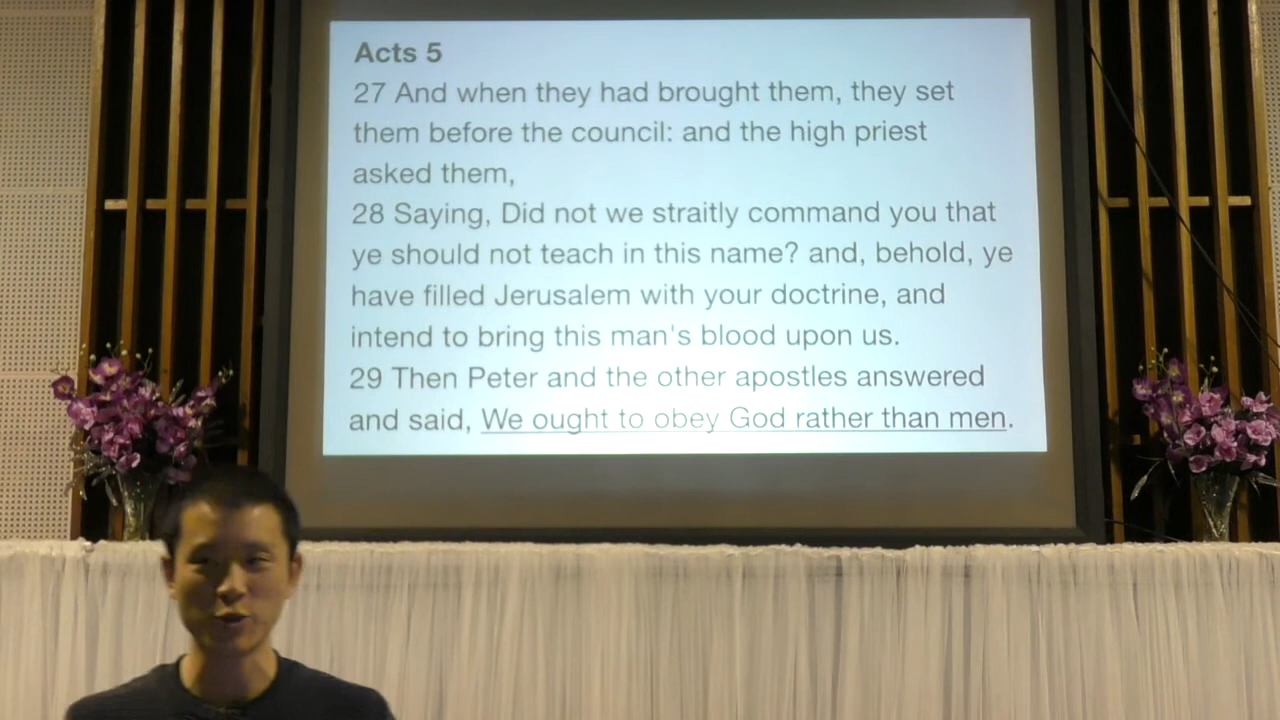 Acts 5
27 And when they had brought them, they set
them before the council: and the high priest
asked them,
28 Saying, Did not we straitly command you that
ye should not teach in this name? and, behold, ye
have filled Jerusalem with your doctrine, and
intend to bring this man's blood upon us.
29 Then Peter and the other apostles answered
and said, We ought to obey God rather than men.